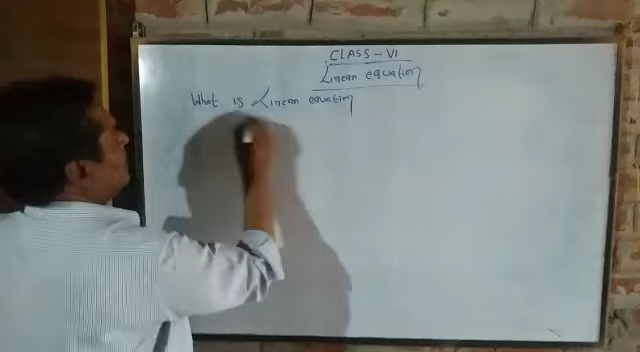 CLASS - VI
Linear equation
What is Linear equation